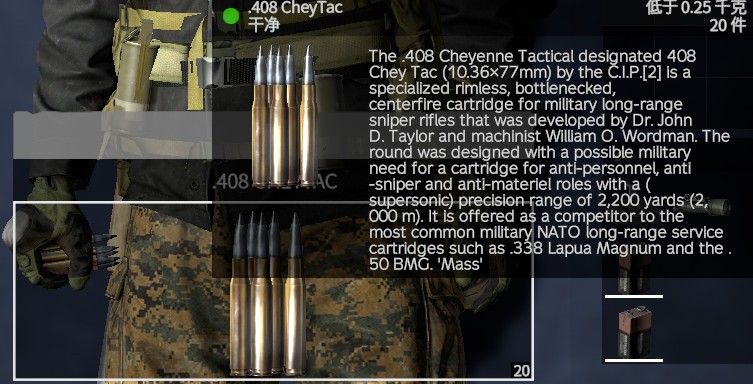 .408 CheyTac
干净
低于 0.25 千克
20 件
The .408 Cheyenne Tactical designated 408
Chey Tac (10.36×77mm) by the C.I.P.[2] is a
specialized rimless, bottlenecked,
centerfire cartridge for military long-range
sniper rifles that was developed by Dr. John
D. Taylor and machinist William O. Wordman. The
round was designed with a possible military
need for a cartridge for anti-personnel, anti
-sniper and anti-materiel roles with a (
supersonic) precision range of 2,200 yards (2,
000 m). It is offered as a competitor to the
most common military NATO long-range service
cartridges such as .338 Lapua Magnum and the .
50 BMG. 'Mass'
20